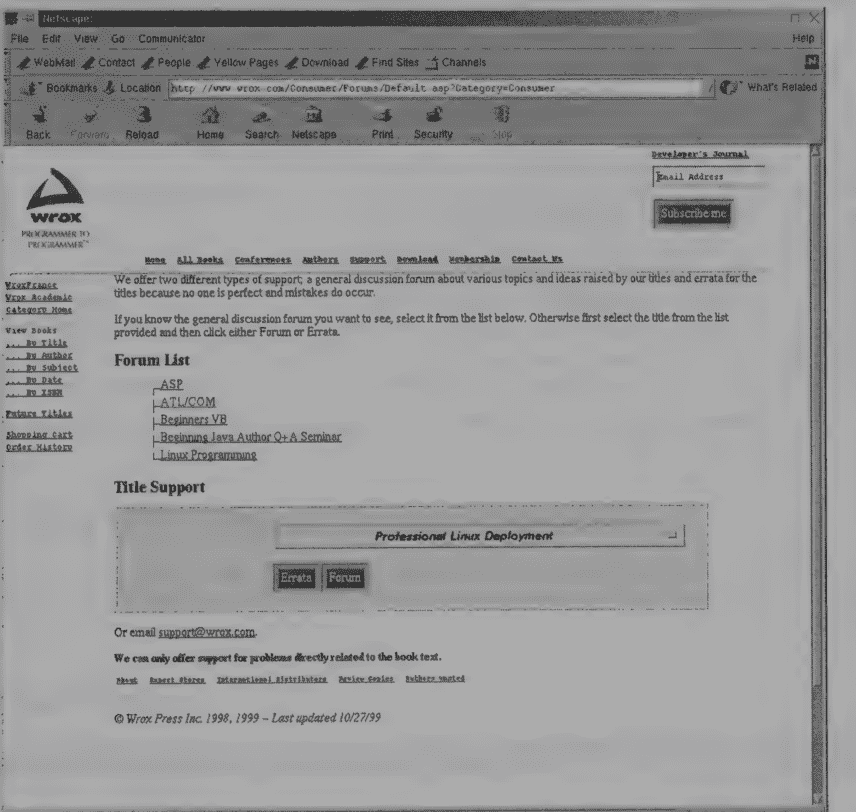 Netscape:
File Edit View Go Communicator Help
WebMail Contact People Yellow Pages Download Find Sites Channels
Bookmarks Location http://www.wrox.com/Consumer/Forums/Default.asp?Category=Consumer What's Related
Back Forward Reload Home Search Netscape Print Security Stop
Developer's Journal
Email Address
Subscribe me
wrox
PROGRAMMER TO
PROGRAMMER™
Home All Books Conferences Authors Support Download Membership Contact Us
WroxFrance
Wrox Academic
Category Home
View Books
... By Title
... By Author
... By Subject
... By Date
... By ISBN
Future Titles
Shopping Cart
Order History
We offer two different types of support; a general discussion forum about various topics and ideas raised by our titles and errata for the
titles because no one is perfect and mistakes do occur.
If you know the general discussion forum you want to see, select it from the list below. Otherwise first select the title from the list
provided and then click either Forum or Errata.
Forum List
ASP
ATL/COM
Beginners VB
Beginning Java Author Q+A Seminar
Linux Programming
Title Support
Professional Linux Deployment
Errata Forum
Or email support@wrox.com.
We can only offer support for problems directly related to the book text.
About Expert Stores International Distributors Review Copies Authors Wanted
© Wrox Press Inc. 1998, 1999 – Last updated 10/27/99